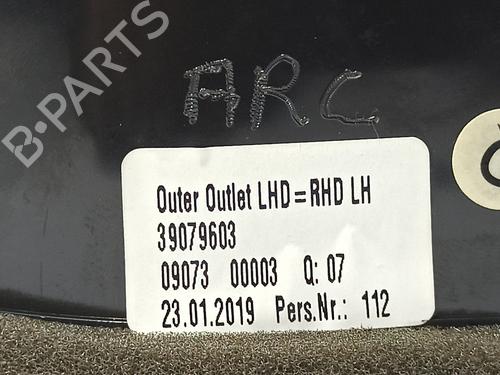 B-PARTS
ARC
Outer Outlet LHD=RHD LH
39079603
09073 00003 Q: 07
23.01.2019 Pers.Nr.: 112